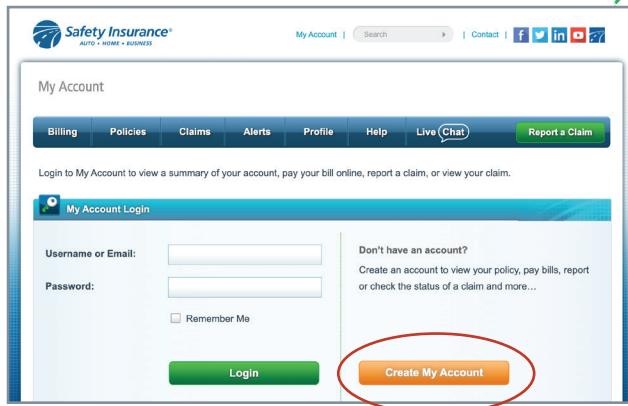 Safety Insurance®
AUTO • HOME • BUSINESS
My Account | Search | Contact |
My Account
Billing Policies Claims Alerts Profile Help Live Chat Report a Claim
Login to My Account to view a summary of your account, pay your bill online, report a claim, or view your claim.
My Account Login
Username or Email:
Password:
Remember Me
Login
Don't have an account?
Create an account to view your policy, pay bills, report
or check the status of a claim and more…
Create My Account